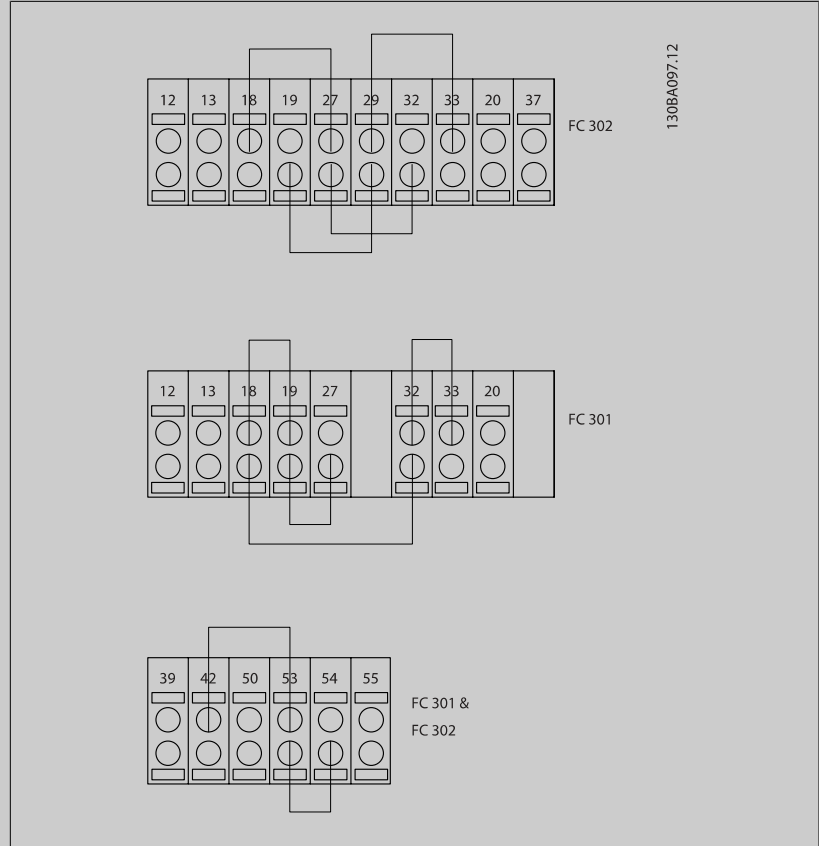 12 13 18 19 27 29 32 33 20 37
FC 302
130BA097.12
12 13 18 19 27 32 33 20
FC 301
39 42 50 53 54 55
FC 301 &
FC 302